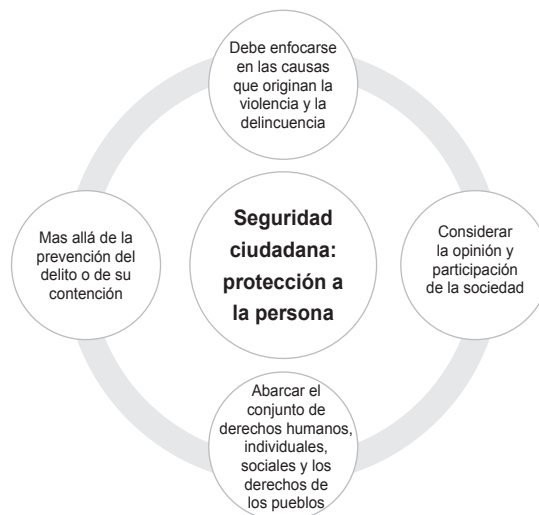 Debe enfocarse
en las causas
que originan la
violencia y la
delincuencia
Mas allá de la
prevención del
delito o de su
contención
Seguridad
ciudadana:
protección a
la persona
Considerar
la opinión y
participación
de la sociedad
Abarcar el
conjunto de
derechos humanos,
individuales,
sociales y los
derechos de
los pueblos